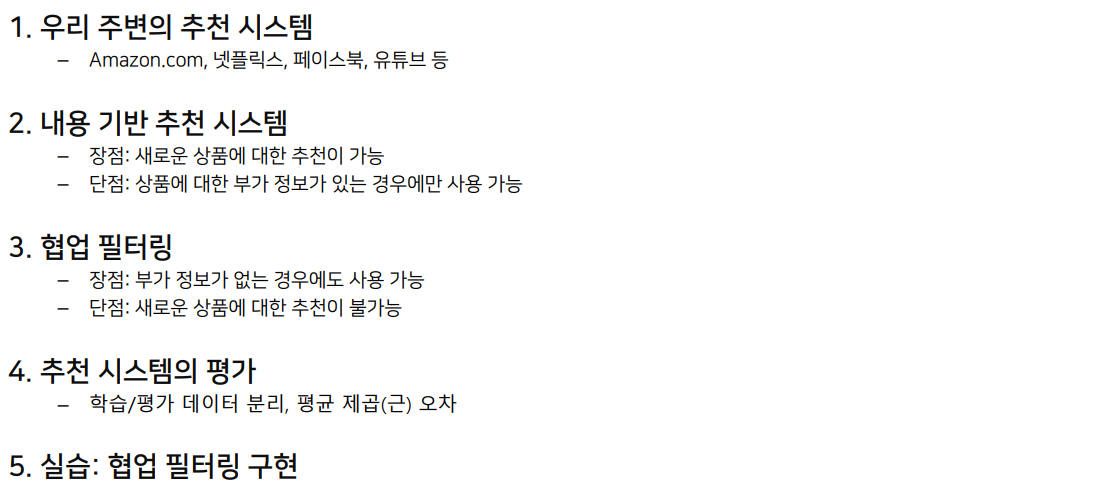 1. 우리 주변의 추천 시스템
– Amazon.com, 넷플릭스, 페이스북, 유튜브 등
2. 내용 기반 추천 시스템
– 장점: 새로운 상품에 대한 추천이 가능
– 단점: 상품에 대한 부가 정보가 있는 경우에만 사용 가능
3. 협업 필터링
– 장점: 부가 정보가 없는 경우에도 사용 가능
– 단점: 새로운 상품에 대한 추천이 불가능
4. 추천 시스템의 평가
– 학습/평가 데이터 분리, 평균 제곱(근) 오차
5. 실습: 협업 필터링 구현